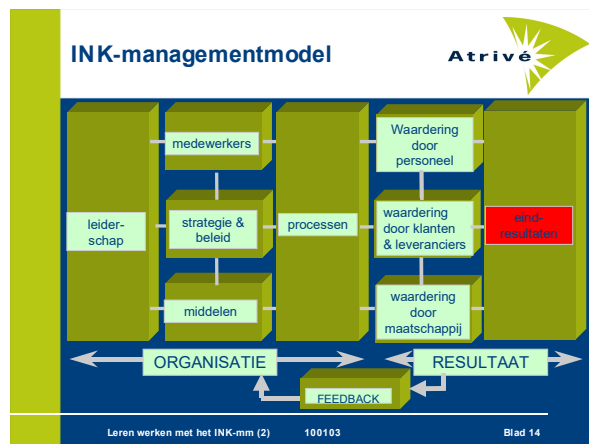 INK-managementmodel
Atrivé
medewerkers
Waardering
door
personeel
leider-
schap
strategie &
beleid
processen
waardering
door klanten
& leveranciers
eind-
resultaten
middelen
waardering
door
maatschappij
ORGANISATIE
RESULTAAT
FEEDBACK
Leren werken met het INK-mm (2) 100103 Blad 14